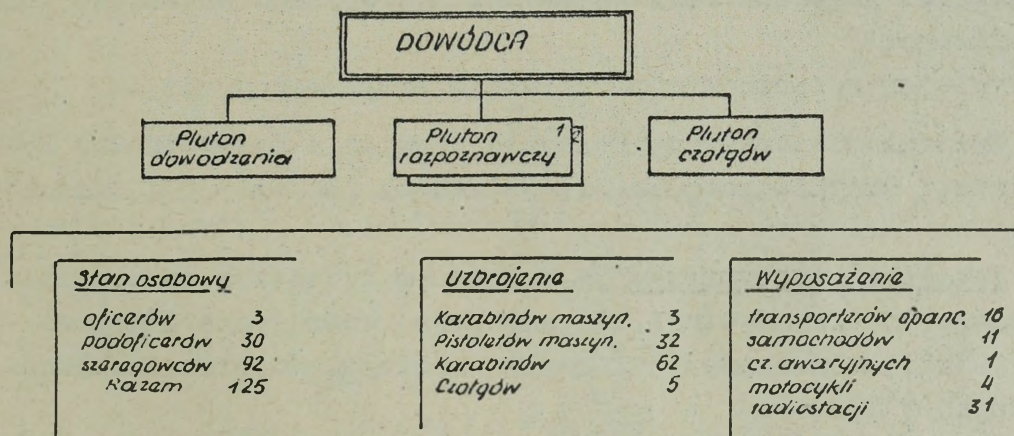 DOWÓDCA
Pluton
dowodzenia
Pluton 1 2
rozpoznawczy
Pluton
czołgów
Stan osobowy
oficerów 3
podoficerów 30
szeregowców 92
Razem 125
Uzbrojenie
Karabinów maszyn. 3
Pistoletów maszyn. 32
Karabinów 62
Czołgów 5
Wyposażenie
transporterów opanc. 16
samochodów 11
cz. awaryjnych 1
motocykli 4
radiostacji 31